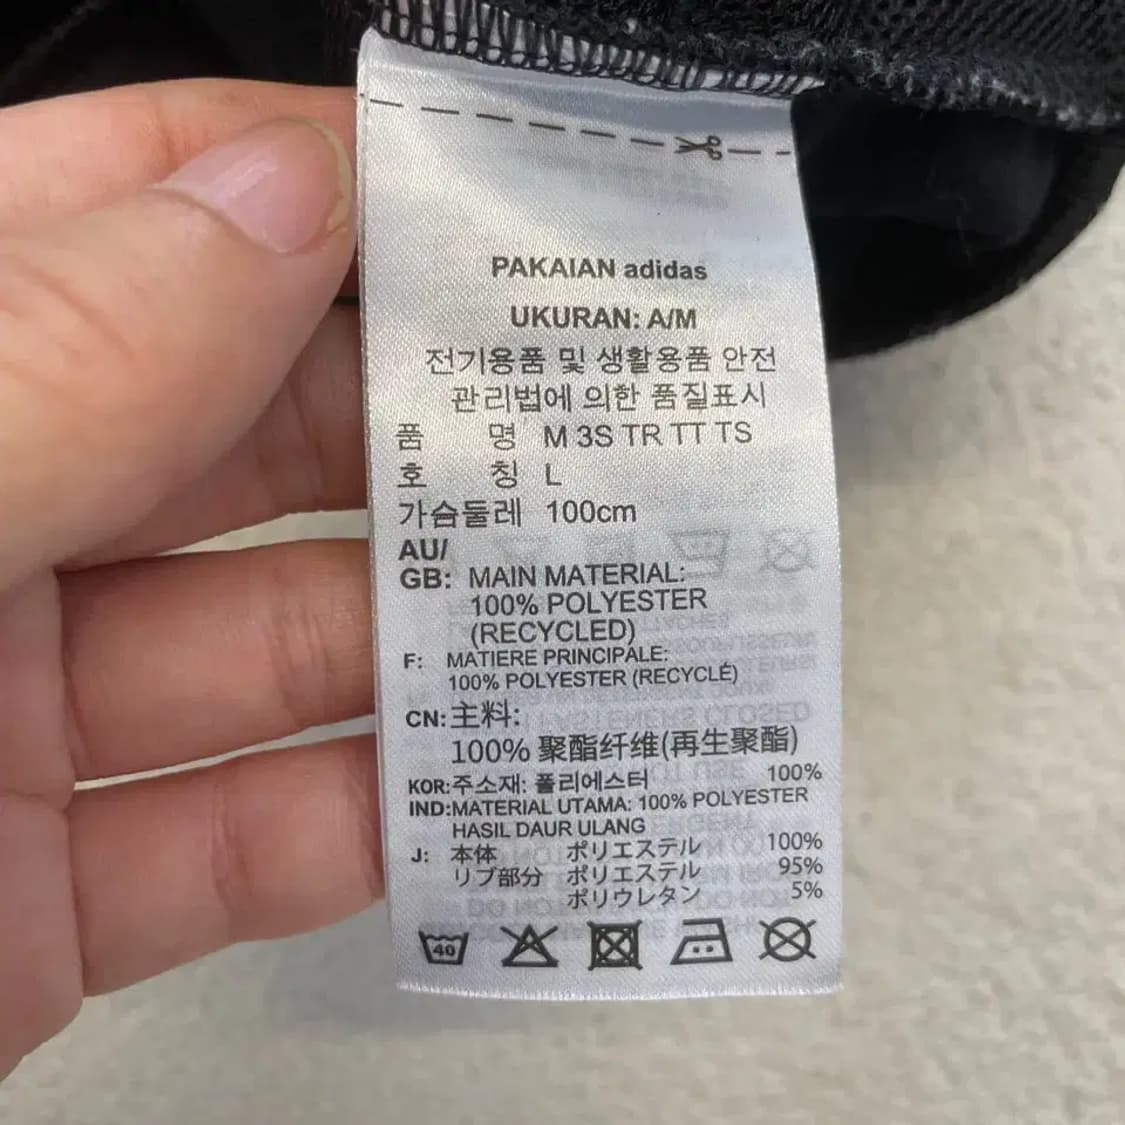 PAKAIAN adidas
UKURAN: A/M
전기용품 및 생활용품 안전
관리법에 의한 품질표시
품 명 M 3S TR TT TS
호 칭 L
가슴둘레 100cm
AU/
GB: MAIN MATERIAL:
100% POLYESTER
(RECYCLED)
F: MATIERE PRINCIPALE:
100% POLYESTER (RECYCLÉ)
CN: 主料:
100% 聚酯纤维(再生聚酯)
KOR: 주소재: 폴리에스터 100%
IND: MATERIAL UTAMA: 100% POLYESTER
HASIL DAUR ULANG
J: 本体 ポリエステル 100%
リブ部分 ポリエステル 95%
ポリウレタン 5%
40